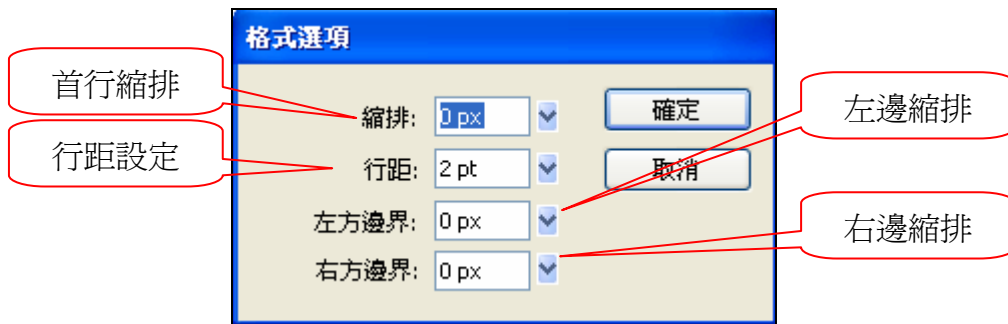 格式選項
首行縮排
縮排: 0 px
確定
左邊縮排
行距設定
行距: 2 pt
取消
左方邊界: 0 px
右邊縮排
右方邊界: 0 px